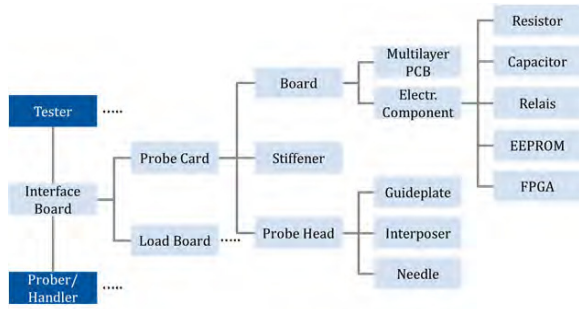 Tester
.....
Interface
Board
Prober/
Handler
.....
Probe Card
Load Board
.....
Board
Stiffener
Probe Head
Multilayer
PCB
Electr.
Component
Guideplate
Interposer
Needle
Resistor
Capacitor
Relais
EEPROM
FPGA